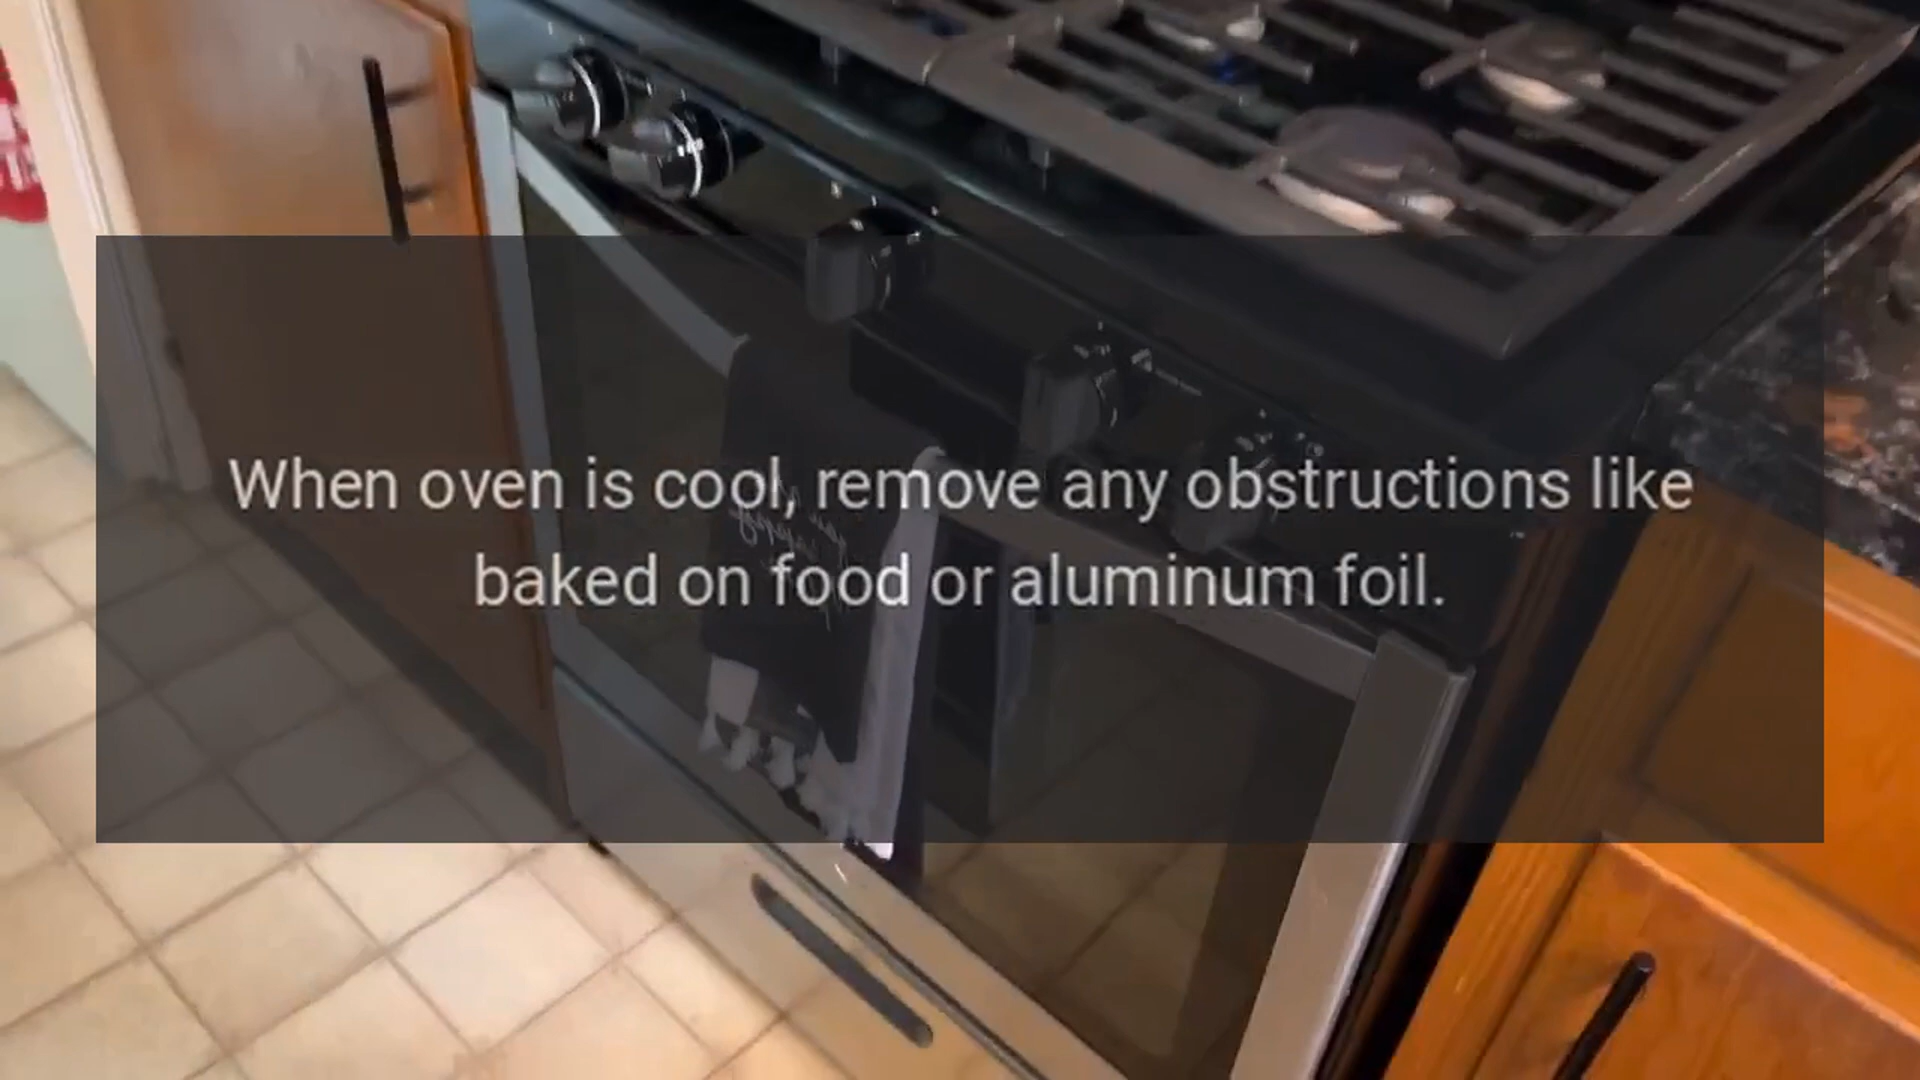 When oven is cool, remove any obstructions like
baked on food or aluminum foil.